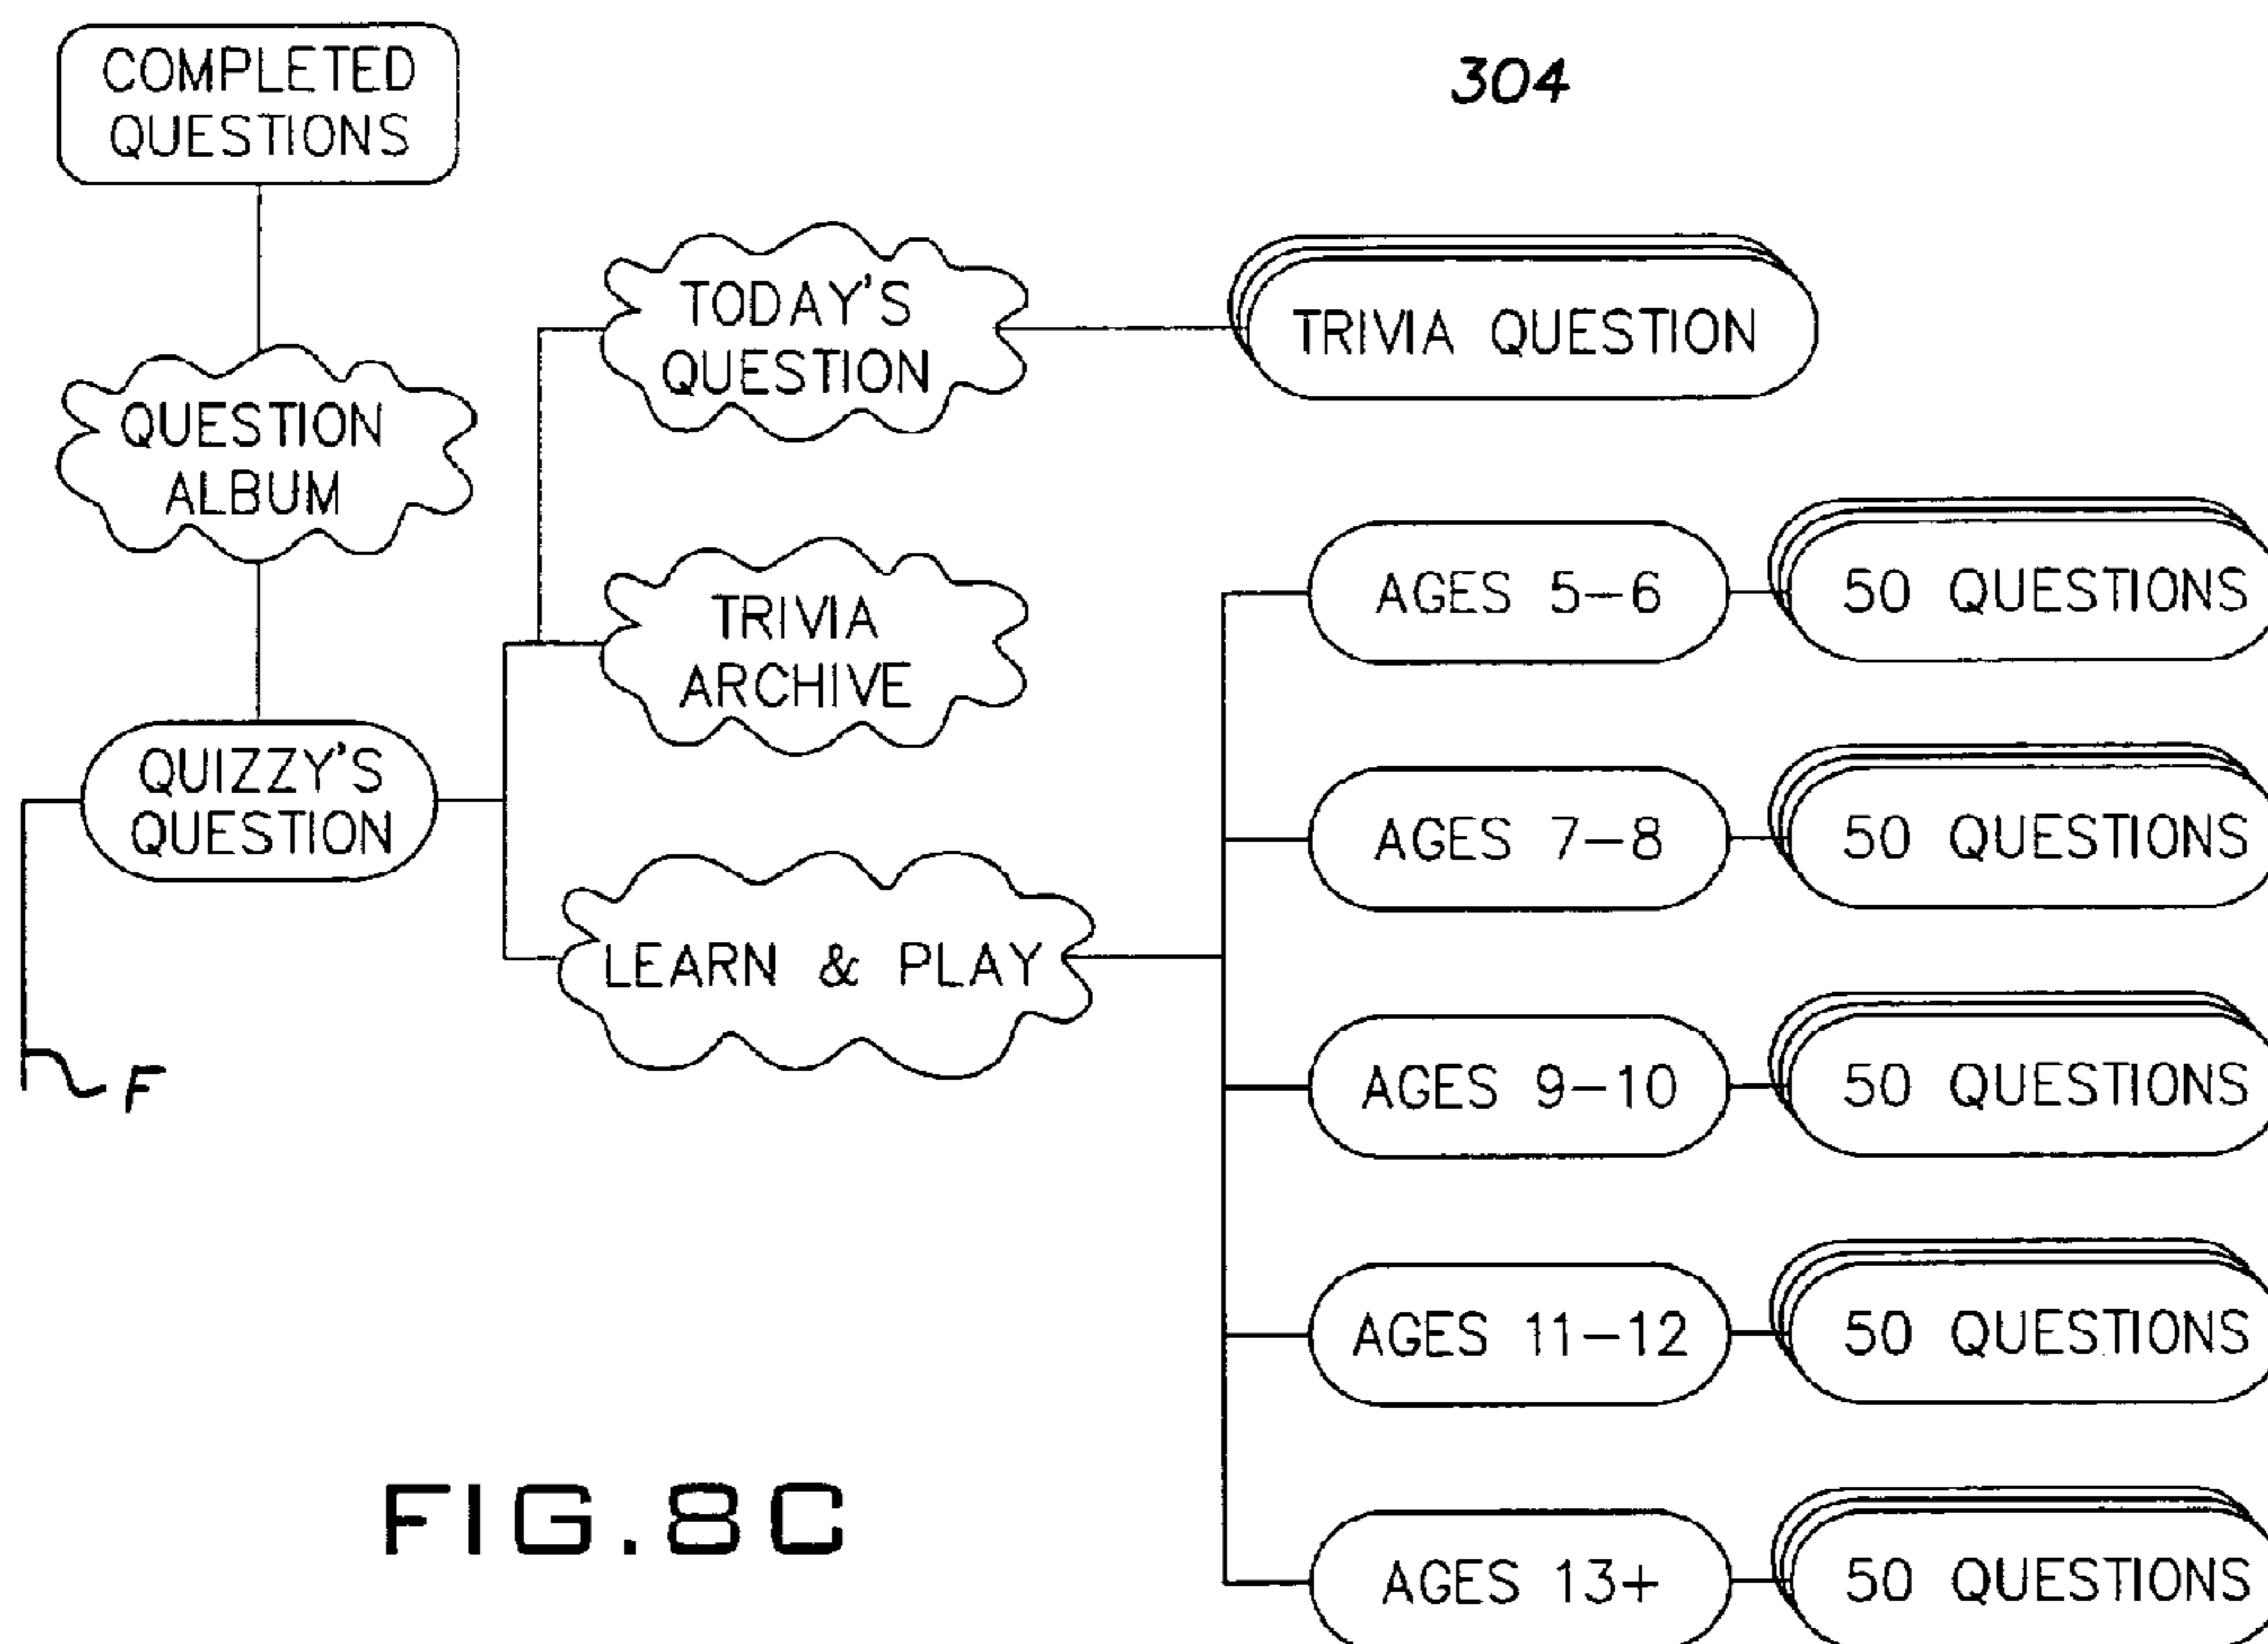 COMPLETED
QUESTIONS
304
TODAY'S
QUESTION
TRIVIA QUESTION
QUESTION
ALBUM
TRIVIA
ARCHIVE
AGES 5-6
50 QUESTIONS
QUIZZY'S
QUESTION
AGES 7-8
50 QUESTIONS
LEARN & PLAY
F
AGES 9-10
50 QUESTIONS
AGES 11-12
50 QUESTIONS
AGES 13+
50 QUESTIONS
FIG.8C